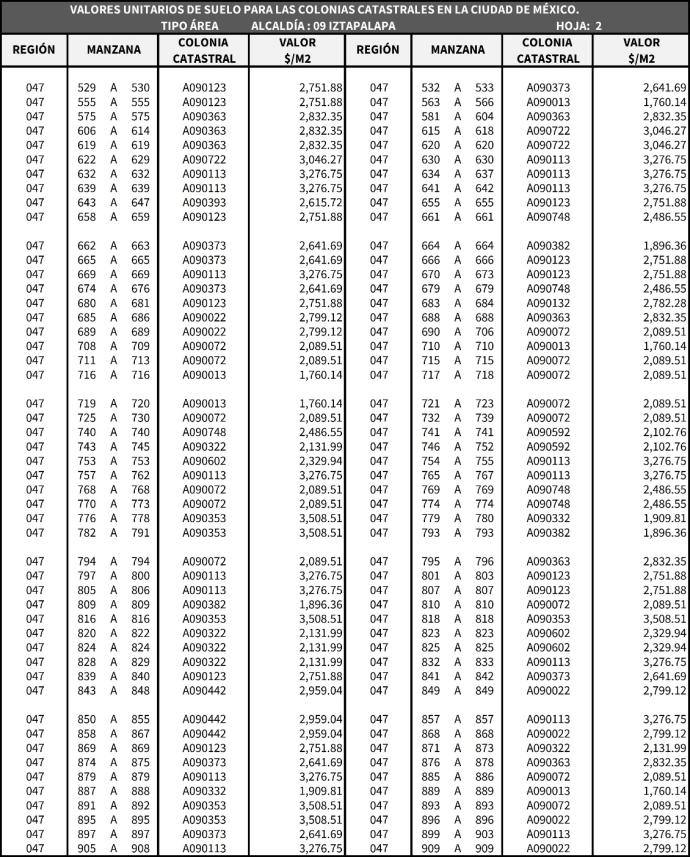 VALORES UNITARIOS DE SUELO PARA LAS COLONIAS CATASTRALES EN LA CIUDAD DE MÉXICO.
TIPO ÁREA ALCALDÍA : 09 IZTAPALAPA HOJA: 2
REGIÓN MANZANA COLONIA CATASTRAL VALOR $/M2 REGIÓN MANZANA COLONIA CATASTRAL VALOR $/M2
047 529 A 530 A090123 2,751.88 047 532 A 533 A090373 2,641.69
047 555 A 555 A090123 2,751.88 047 563 A 566 A090013 1,760.14
047 575 A 575 A090363 2,832.35 047 581 A 604 A090363 2,832.35
047 606 A 614 A090363 2,832.35 047 615 A 618 A090722 3,046.27
047 619 A 619 A090363 2,832.35 047 620 A 620 A090722 3,046.27
047 622 A 629 A090722 3,046.27 047 630 A 630 A090113 3,276.75
047 632 A 632 A090113 3,276.75 047 634 A 637 A090113 3,276.75
047 639 A 639 A090113 3,276.75 047 641 A 642 A090113 3,276.75
047 643 A 647 A090393 2,615.72 047 655 A 655 A090123 2,751.88
047 658 A 659 A090123 2,751.88 047 661 A 661 A090748 2,486.55
047 662 A 663 A090373 2,641.69 047 664 A 664 A090382 1,896.36
047 665 A 665 A090373 2,641.69 047 666 A 666 A090123 2,751.88
047 669 A 669 A090113 3,276.75 047 670 A 673 A090123 2,751.88
047 674 A 676 A090373 2,641.69 047 679 A 679 A090748 2,486.55
047 680 A 681 A090123 2,751.88 047 683 A 684 A090132 2,782.28
047 685 A 686 A090022 2,799.12 047 688 A 688 A090363 2,832.35
047 689 A 689 A090022 2,799.12 047 690 A 706 A090072 2,089.51
047 708 A 709 A090072 2,089.51 047 710 A 710 A090013 1,760.14
047 711 A 713 A090072 2,089.51 047 715 A 715 A090072 2,089.51
047 716 A 716 A090013 1,760.14 047 717 A 718 A090072 2,089.51
047 719 A 720 A090013 1,760.14 047 721 A 723 A090072 2,089.51
047 725 A 730 A090072 2,089.51 047 732 A 739 A090072 2,089.51
047 740 A 740 A090748 2,486.55 047 741 A 741 A090592 2,102.76
047 743 A 745 A090322 2,131.99 047 746 A 752 A090592 2,102.76
047 753 A 753 A090602 2,329.94 047 754 A 755 A090113 3,276.75
047 757 A 762 A090113 3,276.75 047 765 A 767 A090113 3,276.75
047 768 A 768 A090072 2,089.51 047 769 A 769 A090748 2,486.55
047 770 A 773 A090072 2,089.51 047 774 A 774 A090748 2,486.55
047 776 A 778 A090353 3,508.51 047 779 A 780 A090332 1,909.81
047 782 A 791 A090353 3,508.51 047 793 A 793 A090382 1,896.36
047 794 A 794 A090072 2,089.51 047 795 A 796 A090363 2,832.35
047 797 A 800 A090113 3,276.75 047 801 A 803 A090123 2,751.88
047 805 A 806 A090113 3,276.75 047 807 A 807 A090123 2,751.88
047 809 A 809 A090382 1,896.36 047 810 A 810 A090072 2,089.51
047 816 A 816 A090353 3,508.51 047 818 A 818 A090353 3,508.51
047 820 A 822 A090322 2,131.99 047 823 A 823 A090602 2,329.94
047 824 A 824 A090322 2,131.99 047 825 A 825 A090602 2,329.94
047 828 A 829 A090322 2,131.99 047 832 A 833 A090113 3,276.75
047 839 A 840 A090123 2,751.88 047 841 A 842 A090373 2,641.69
047 843 A 848 A090442 2,959.04 047 849 A 849 A090022 2,799.12
047 850 A 855 A090442 2,959.04 047 857 A 857 A090113 3,276.75
047 858 A 867 A090442 2,959.04 047 868 A 868 A090022 2,799.12
047 869 A 869 A090123 2,751.88 047 871 A 873 A090322 2,131.99
047 874 A 875 A090373 2,641.69 047 876 A 878 A090363 2,832.35
047 879 A 879 A090113 3,276.75 047 885 A 886 A090072 2,089.51
047 887 A 888 A090332 1,909.81 047 889 A 889 A090013 1,760.14
047 891 A 892 A090353 3,508.51 047 893 A 893 A090072 2,089.51
047 895 A 895 A090353 3,508.51 047 896 A 896 A090022 2,799.12
047 897 A 897 A090373 2,641.69 047 899 A 903 A090113 3,276.75
047 905 A 908 A090113 3,276.75 047 909 A 909 A090022 2,799.12